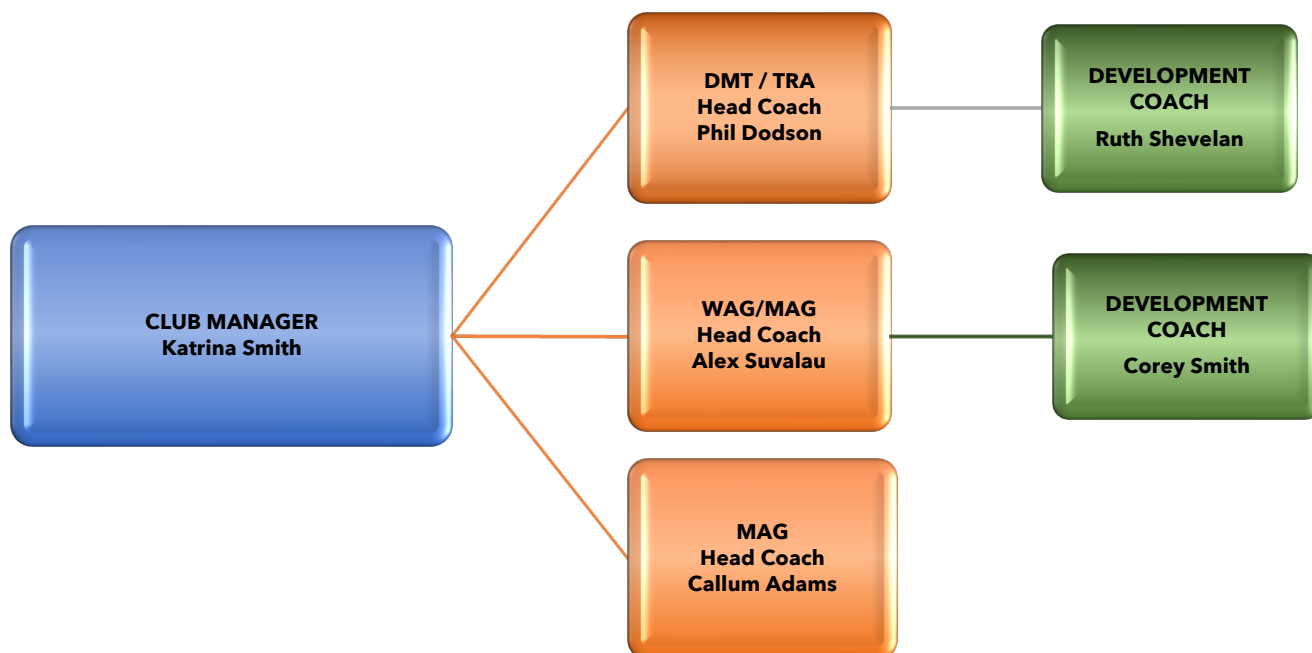 CLUB MANAGER
Katrina Smith
DMT / TRA
Head Coach
Phil Dodson
DEVELOPMENT
COACH
Ruth Shevelan
WAG/MAG
Head Coach
Alex Suvalau
DEVELOPMENT
COACH
Corey Smith
MAG
Head Coach
Callum Adams